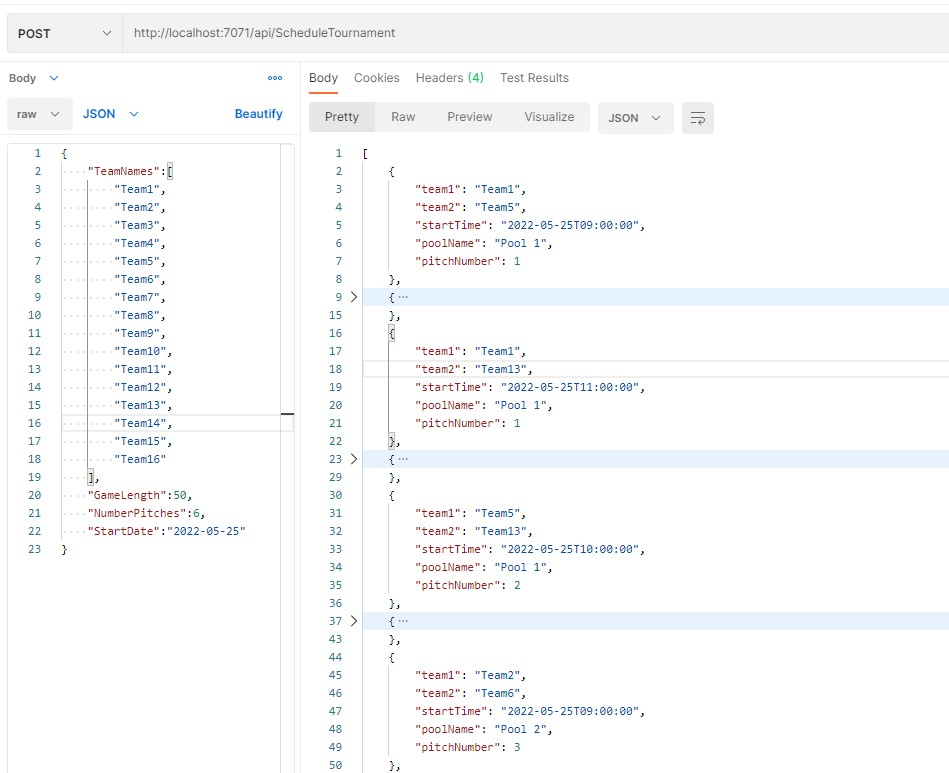 POST
http://localhost:7071/api/ScheduleTournament
Body
raw
JSON
Beautify
1 {
2 "TeamNames":[
3 "Team1",
4 "Team2",
5 "Team3",
6 "Team4",
7 "Team5",
8 "Team6",
9 "Team7",
10 "Team8",
11 "Team9",
12 "Team10",
13 "Team11",
14 "Team12",
15 "Team13",
16 "Team14",
17 "Team15",
18 "Team16"
19 ],
20 "GameLength":50,
21 "NumberPitches":6,
22 "StartDate":"2022-05-25"
23 }
Body Cookies Headers (4) Test Results
Pretty Raw Preview Visualize JSON
1 [
2 {
3 "team1": "Team1",
4 "team2": "Team5",
5 "startTime": "2022-05-25T09:00:00",
6 "poolName": "Pool 1",
7 "pitchNumber": 1
8 },
9 { ...
15 },
16 {
17 "team1": "Team1",
18 "team2": "Team13",
19 "startTime": "2022-05-25T11:00:00",
20 "poolName": "Pool 1",
21 "pitchNumber": 1
22 },
23 { ...
29 },
30 {
31 "team1": "Team5",
32 "team2": "Team13",
33 "startTime": "2022-05-25T10:00:00",
34 "poolName": "Pool 1",
35 "pitchNumber": 2
36 },
37 { ...
43 },
44 {
45 "team1": "Team2",
46 "team2": "Team6",
47 "startTime": "2022-05-25T09:00:00",
48 "poolName": "Pool 2",
49 "pitchNumber": 3
50 },